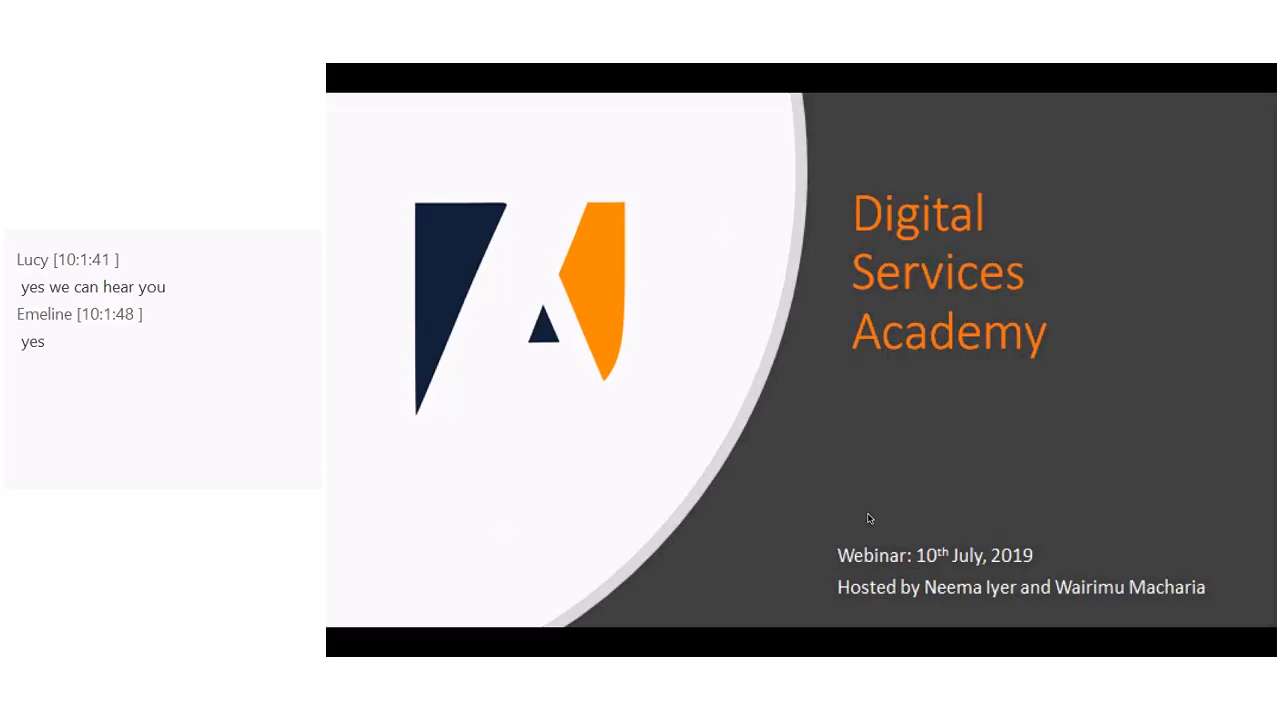 Lucy [10:1:41 ]
yes we can hear you
Emeline [10:1:48 ]
yes
Digital
Services
Academy
Webinar: 10th July, 2019
Hosted by Neema Iyer and Wairimu Macharia